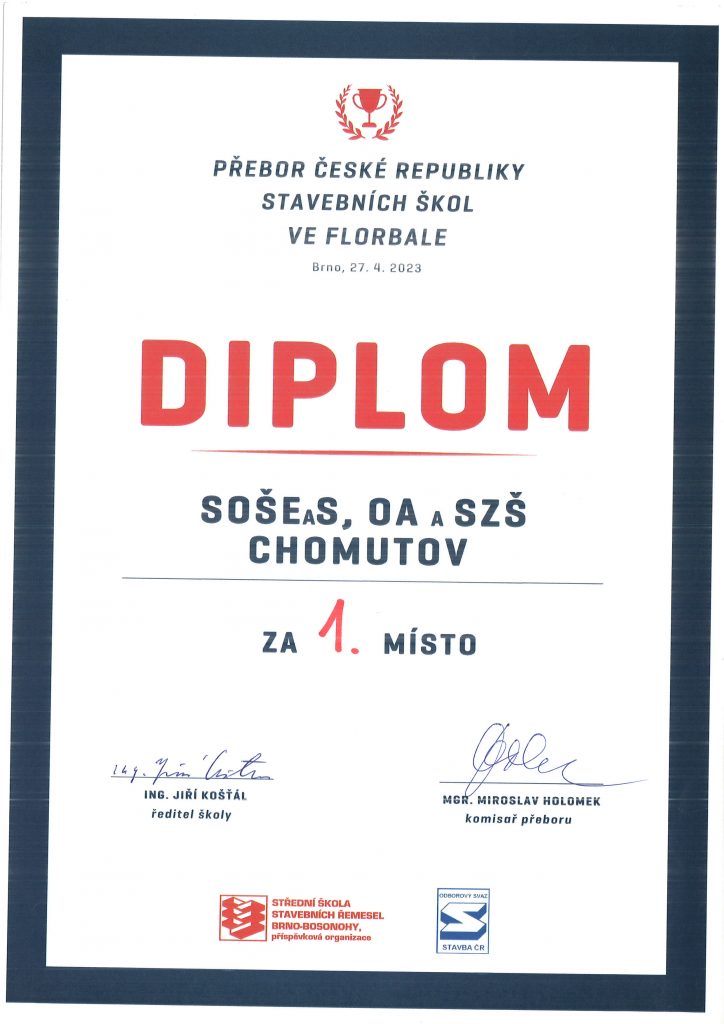 PŘEBOR ČESKÉ REPUBLIKY
STAVEBNÍCH ŠKOL
VE FLORBALE
Brno, 27. 4. 2023
DIPLOM
SOŠEAS, OA A SZŠ
CHOMUTOV
ZA 1. MÍSTO
Ing. Jiří
ING. JIŘÍ KOŠŤÁL
ředitel školy
MGR. MIROSLAV HOLOMEK
komisař přeboru
STŘEDNÍ ŠKOLA
STAVEBNÍCH ŘEMESEL
BRNO-BOSONOHY,
příspěvková organizace
ODBOROVÝ SVAZ
STAVBA ČR